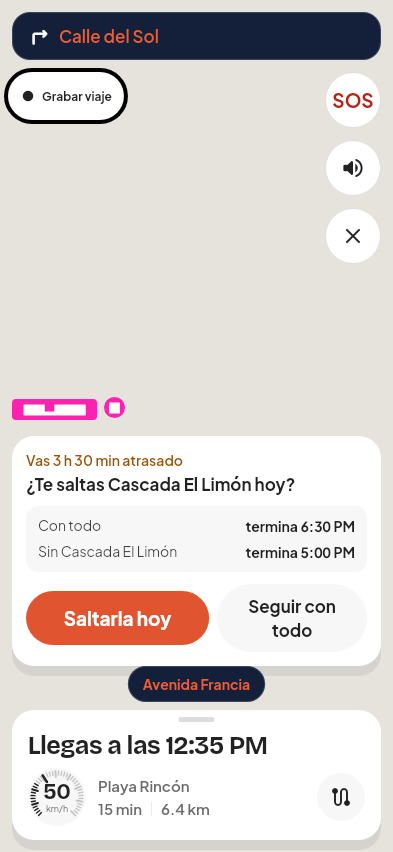 Calle del Sol
Grabar viaje
SOS
Vas 3 h 30 min atrasado
¿Te saltas Cascada El Limón hoy?
Con todo
termina 6:30 PM
Sin Cascada El Limón
termina 5:00 PM
Saltarla hoy
Seguir con
todo
Avenida Francia
Llegas a las 12:35 PM
50
km/h
Playa Rincón
15 min
6.4 km